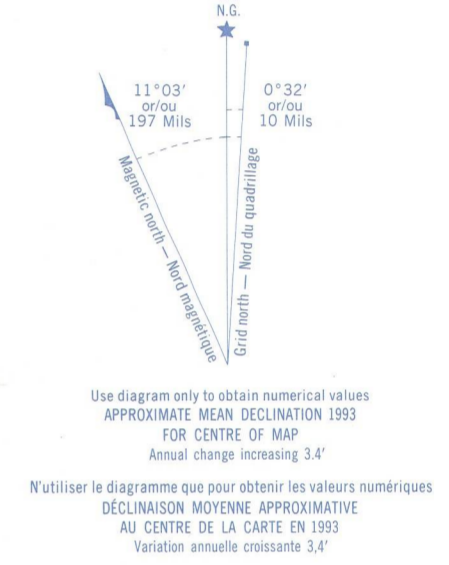 N.G.
11°03′
or/ou
197 Mils
0°32′
or/ou
10 Mils
Magnetic north — Nord magnétique
Grid north — Nord du quadrillage
Use diagram only to obtain numerical values
APPROXIMATE MEAN DECLINATION 1993
FOR CENTRE OF MAP
Annual change increasing 3.4′
N'utiliser le diagramme que pour obtenir les valeurs numériques
DÉCLINAISON MOYENNE APPROXIMATIVE
AU CENTRE DE LA CARTE EN 1993
Variation annuelle croissante 3,4′